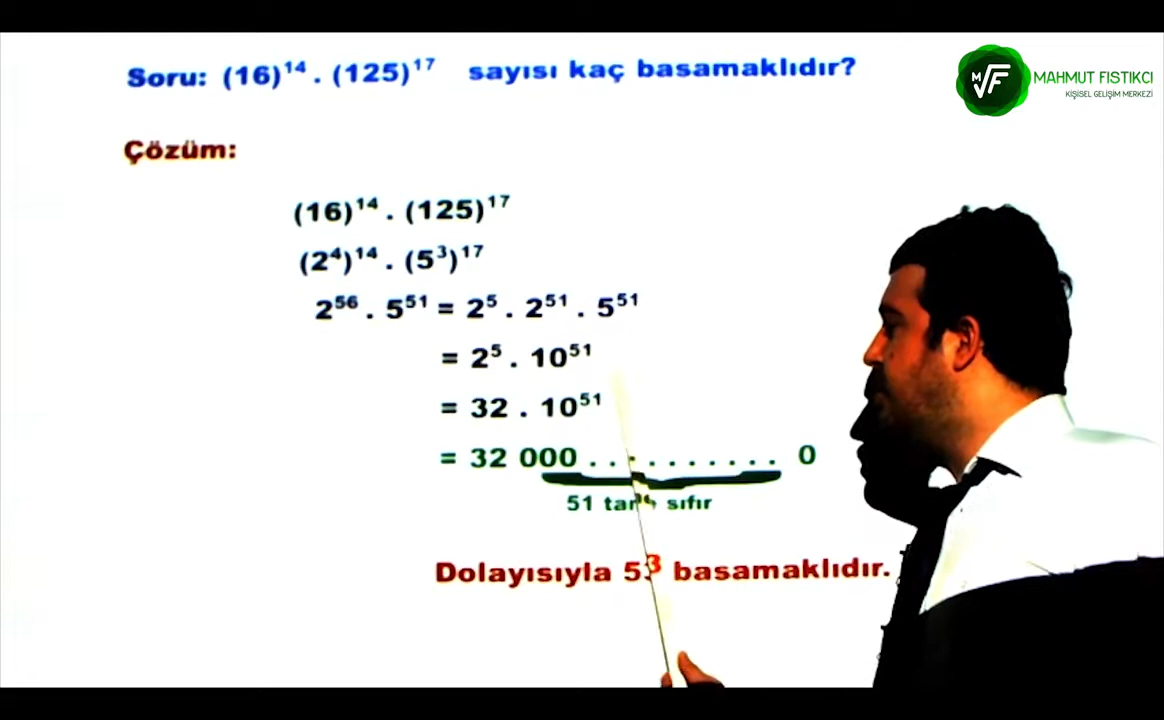 Soru: (16)¹⁴ . (125)¹⁷ sayısı kaç basamaklıdır?
MAHMUT FISTIKCI
KİŞİSEL GELİŞİM MERKEZİ
Çözüm:
(16)¹⁴ . (125)¹⁷
(2⁴)¹⁴ . (5³)¹⁷
2⁵⁶ . 5⁵¹ = 2⁵ . 2⁵¹ . 5⁵¹
= 2⁵ . 10⁵¹
= 32 . 10⁵¹
= 32 000 . . . . . . . . . . 0
51 tane sıfır
Dolayısıyla 53 basamaklıdır.